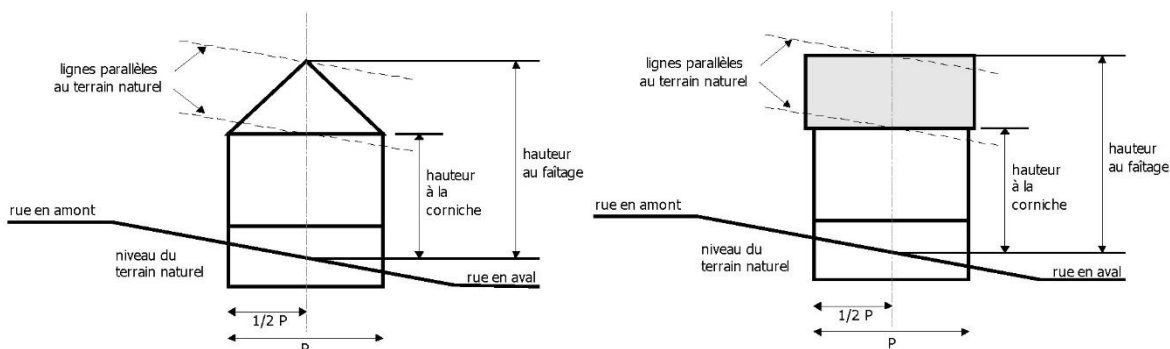 lignes parallèles
au terrain naturel
hauteur
au faîtage
hauteur
à la
corniche
rue en amont
niveau du
terrain naturel
rue en aval
1/2 P
P
lignes parallèles
au terrain naturel
hauteur
au faîtage
hauteur
à la
corniche
rue en amont
niveau du
terrain naturel
rue en aval
1/2 P
P